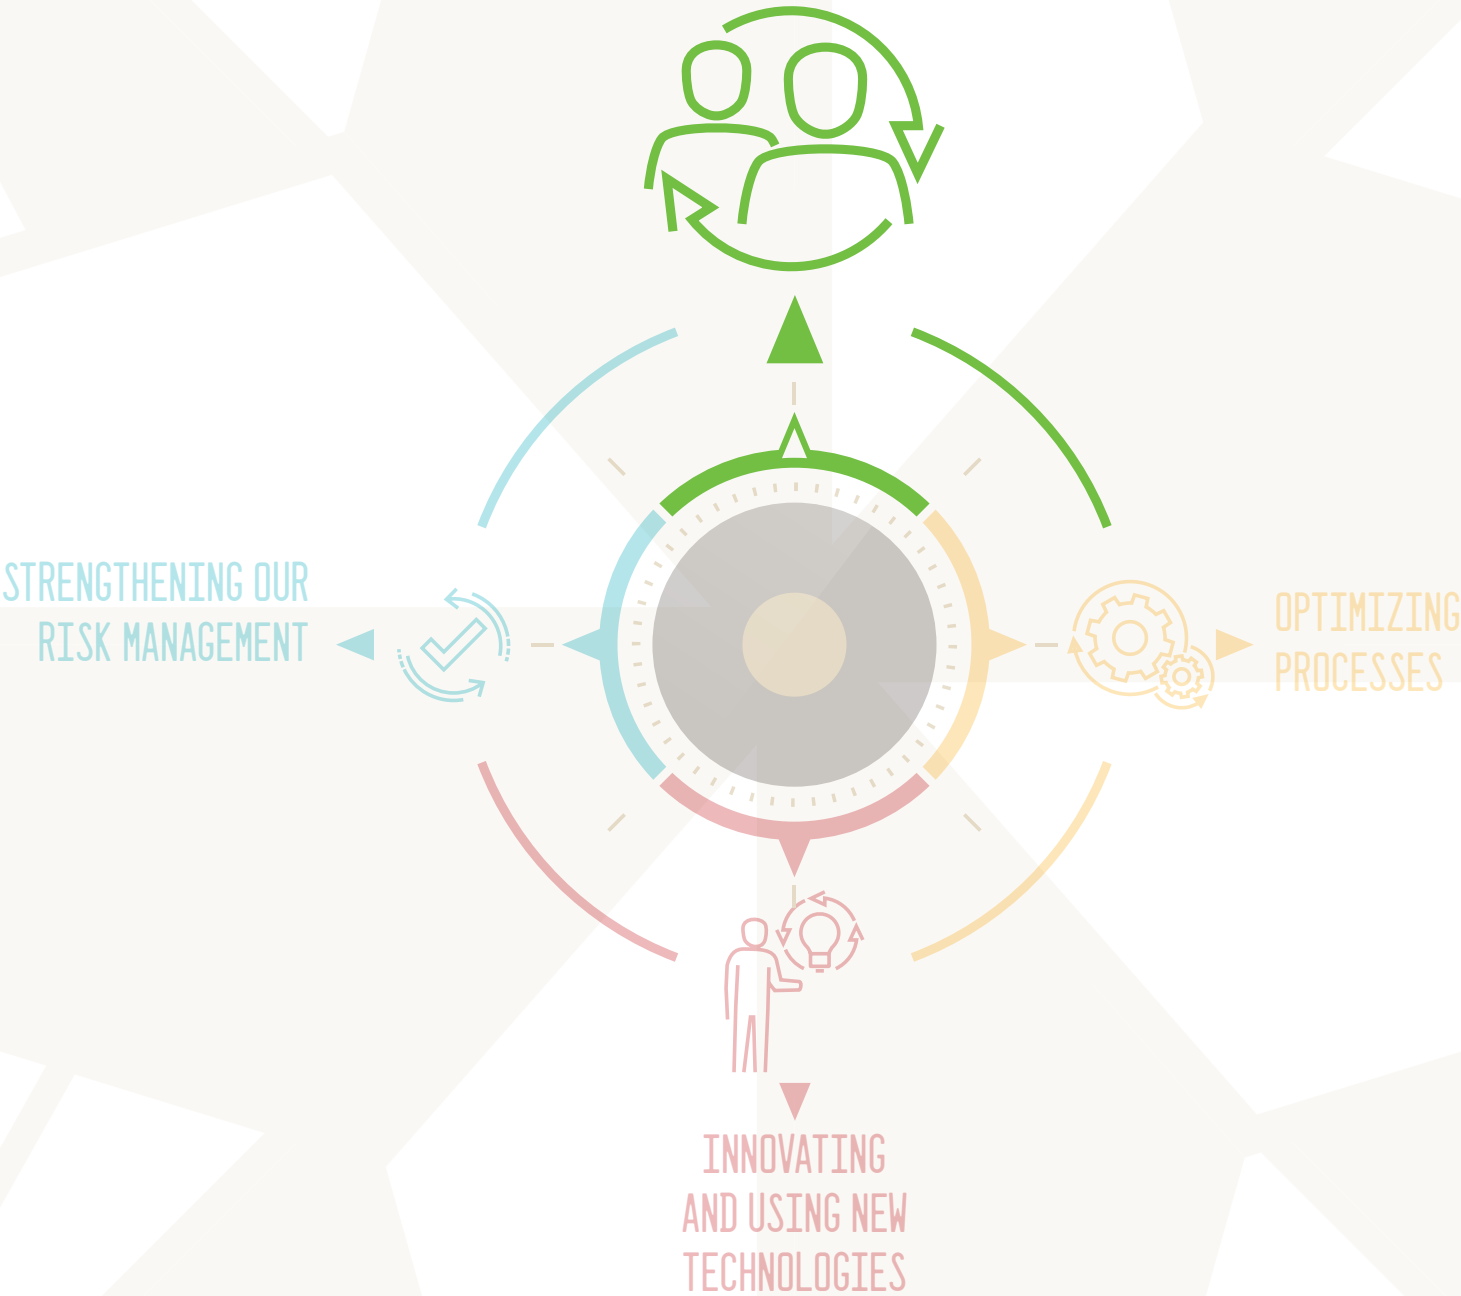 STRENGTHENING OUR
RISK MANAGEMENT
OPTIMIZING
PROCESSES
INNOVATING
AND USING NEW
TECHNOLOGIES